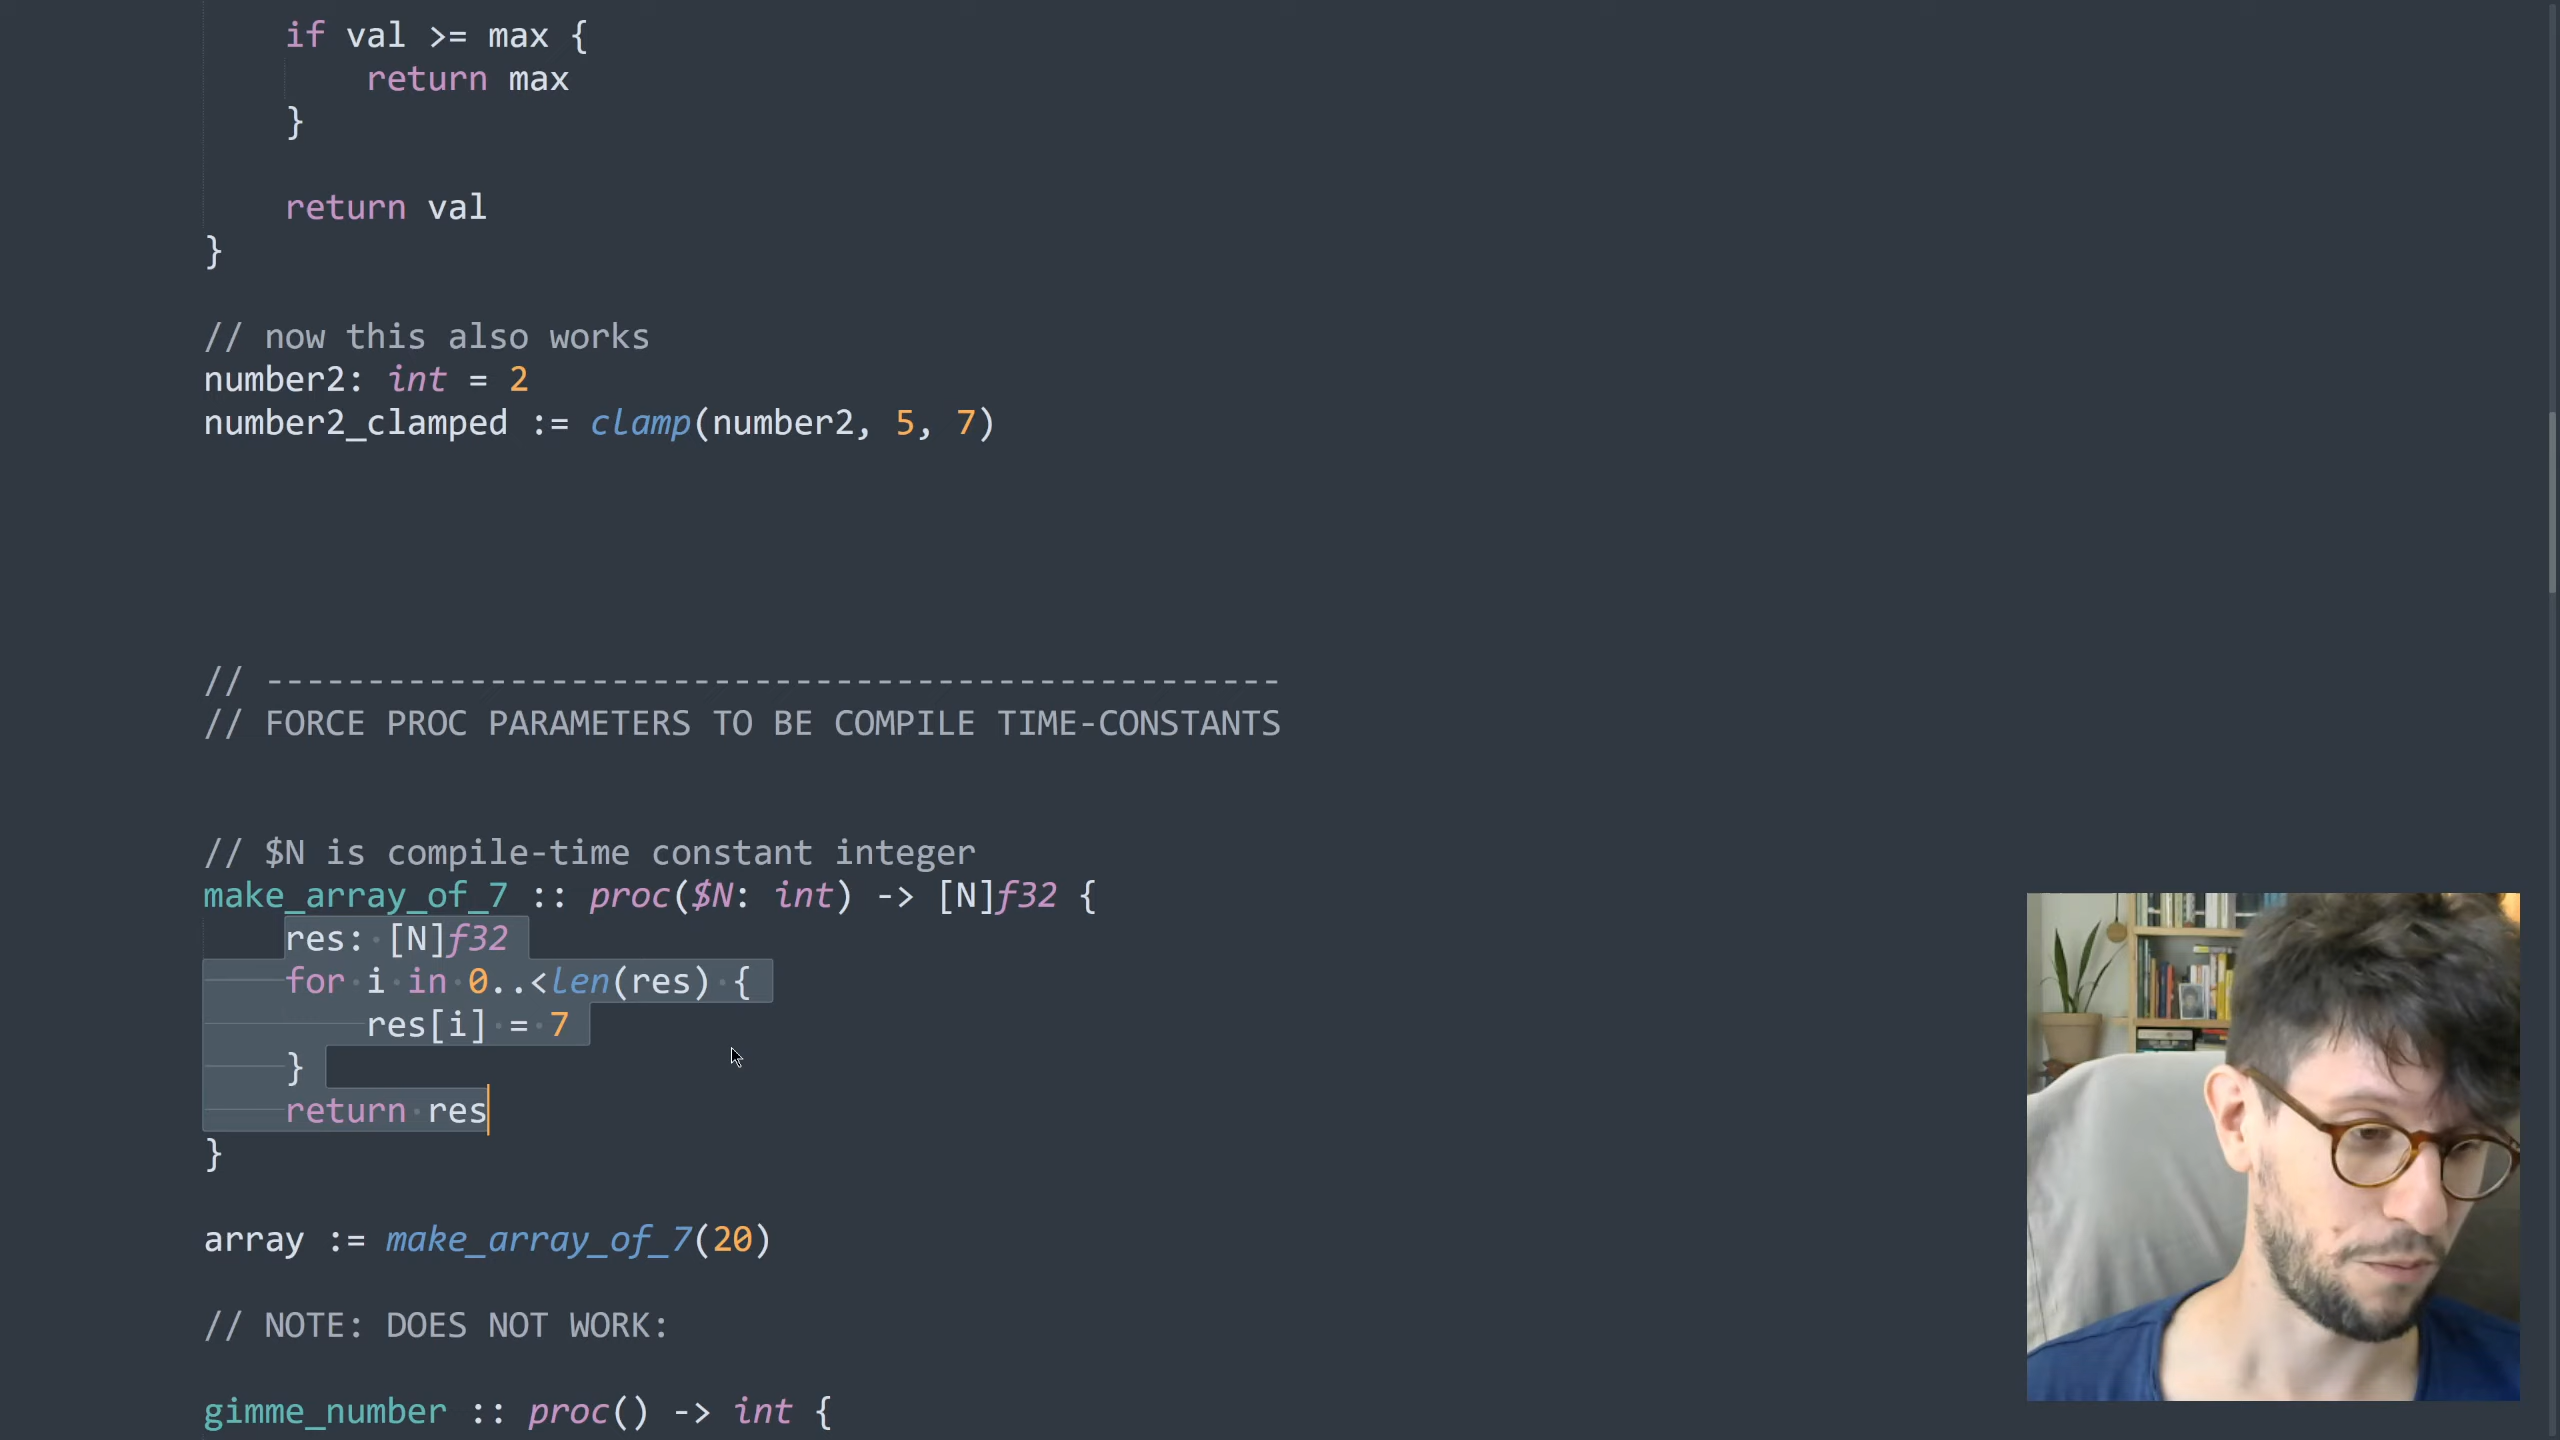 if val >= max {
return max
}
return val
}
// now this also works
number2: int = 2
number2_clamped := clamp(number2, 5, 7)
// --------------------------------------------------
// FORCE PROC PARAMETERS TO BE COMPILE TIME-CONSTANTS
// $N is compile-time constant integer
make_array_of_7 :: proc($N: int) -> [N]f32 {
res: [N]f32
for i in 0..<len(res) {
res[i] = 7
}
return res
}
array := make_array_of_7(20)
// NOTE: DOES NOT WORK:
gimme_number :: proc() -> int {